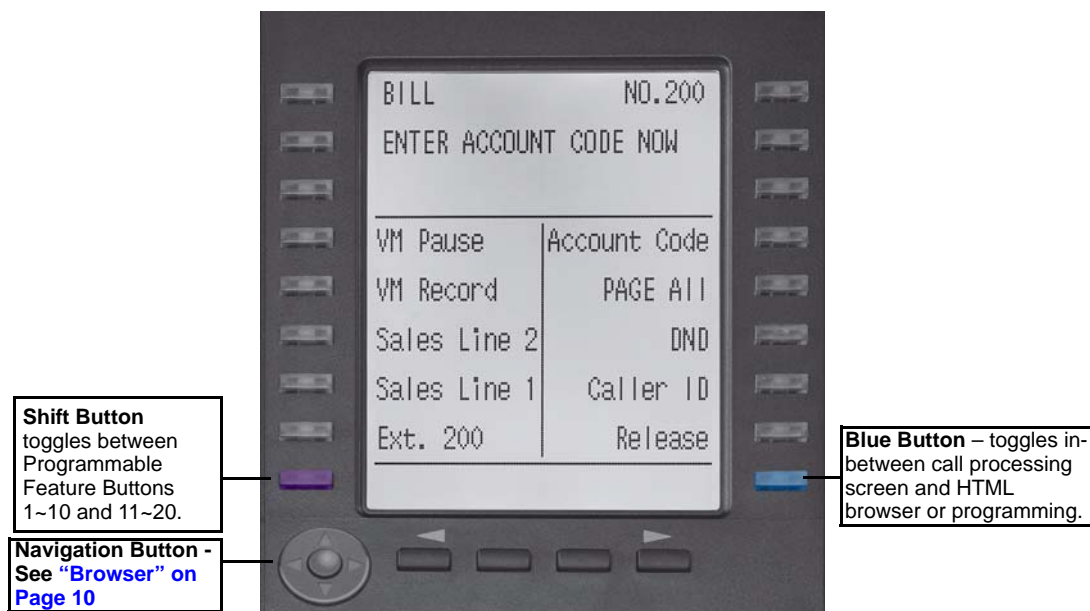 BILL NO.200
ENTER ACCOUNT CODE NOW
VM Pause Account Code
VM Record PAGE All
Sales Line 2 DND
Sales Line 1 Caller ID
Ext. 200 Release
Shift Button
toggles between
Programmable
Feature Buttons
1~10 and 11~20.
Navigation Button -
See “Browser” on
Page 10
Blue Button – toggles in-
between call processing
screen and HTML
browser or programming.